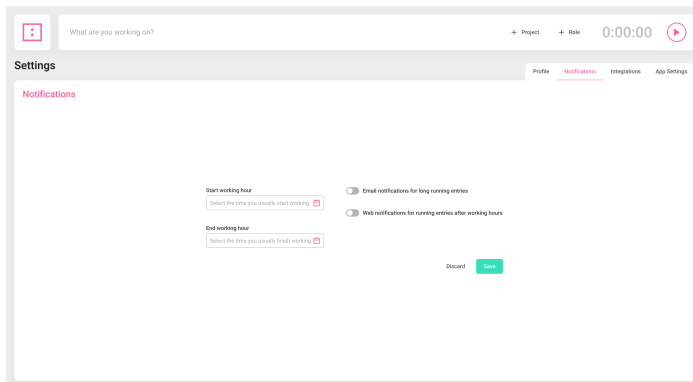 What are you working on?
+ Project
+ Role
0:00:00
Settings
Profile
Notifications
Integrations
App Settings
Notifications
Start working hour
Select the time you usually start working
Email notifications for long running entries
Web notifications for running entries after working hours
End working hour
Select the time you usually finish working
Discard
Save